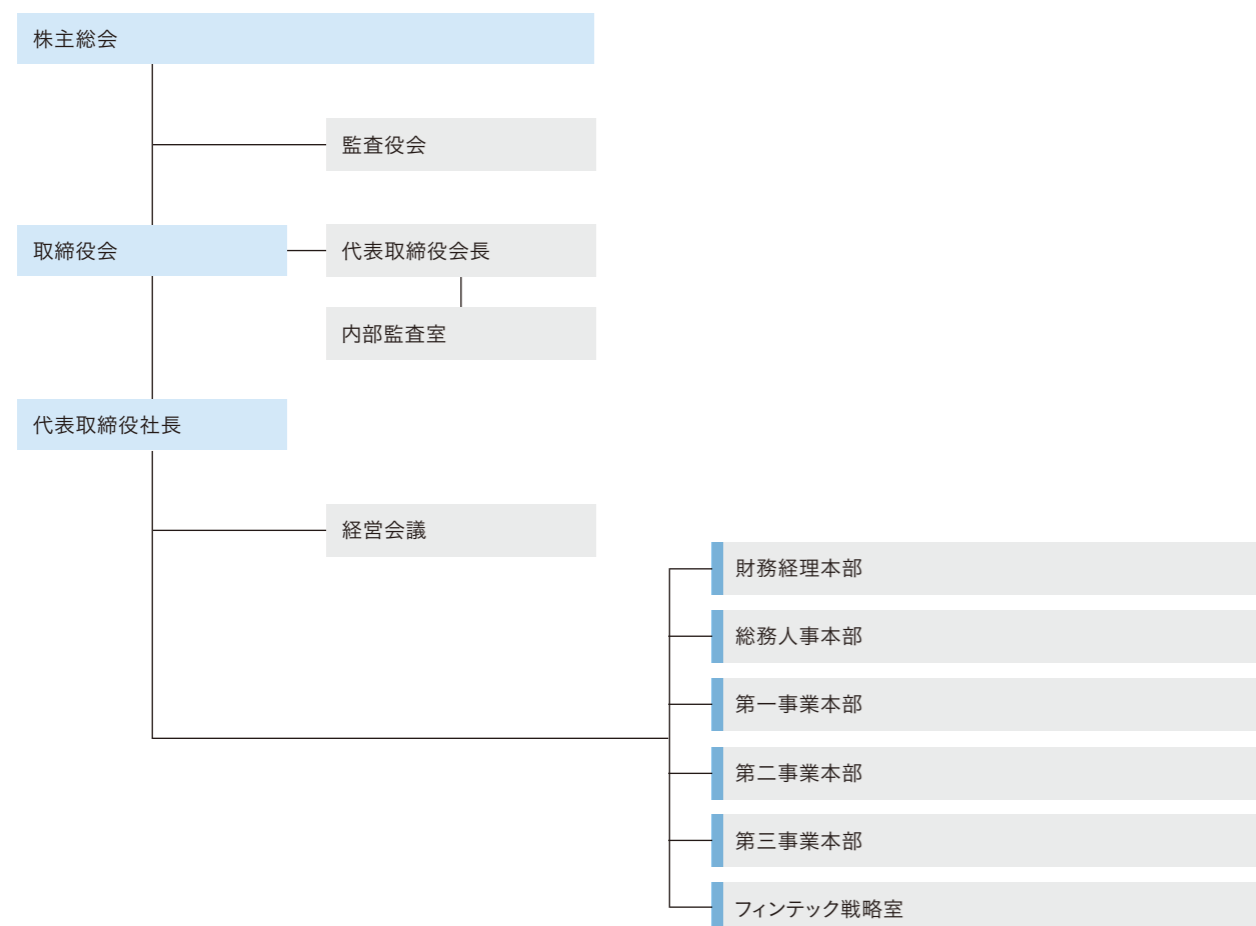 株主総会
監査役会
取締役会
代表取締役会長
内部監査室
代表取締役社長
経営会議
財務経理本部
総務人事本部
第一事業本部
第二事業本部
第三事業本部
フィンテック戦略室